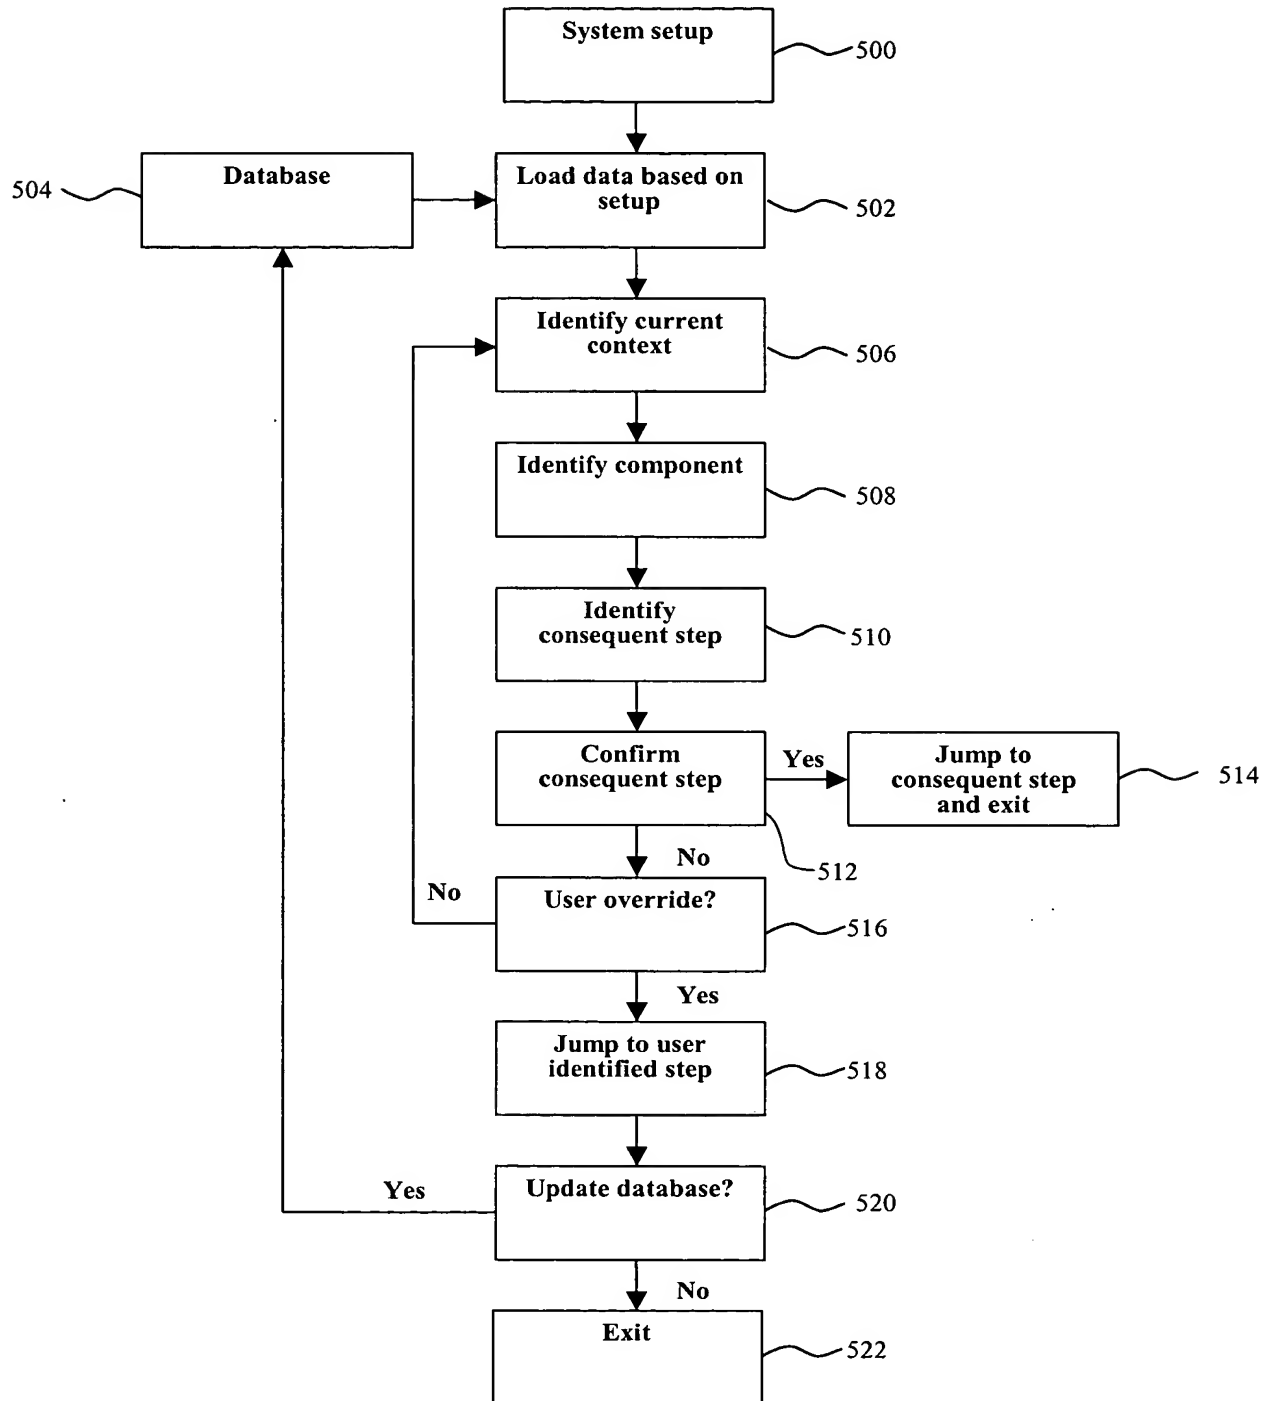 System setup
500
Database
504
Load data based on
setup
502
Identify current
context
506
Identify component
508
Identify
consequent step
510
Confirm
consequent step
512
Yes
Jump to
consequent step
and exit
514
No
No
User override?
516
Yes
Jump to user
identified step
518
Yes
Update database?
520
No
Exit
522